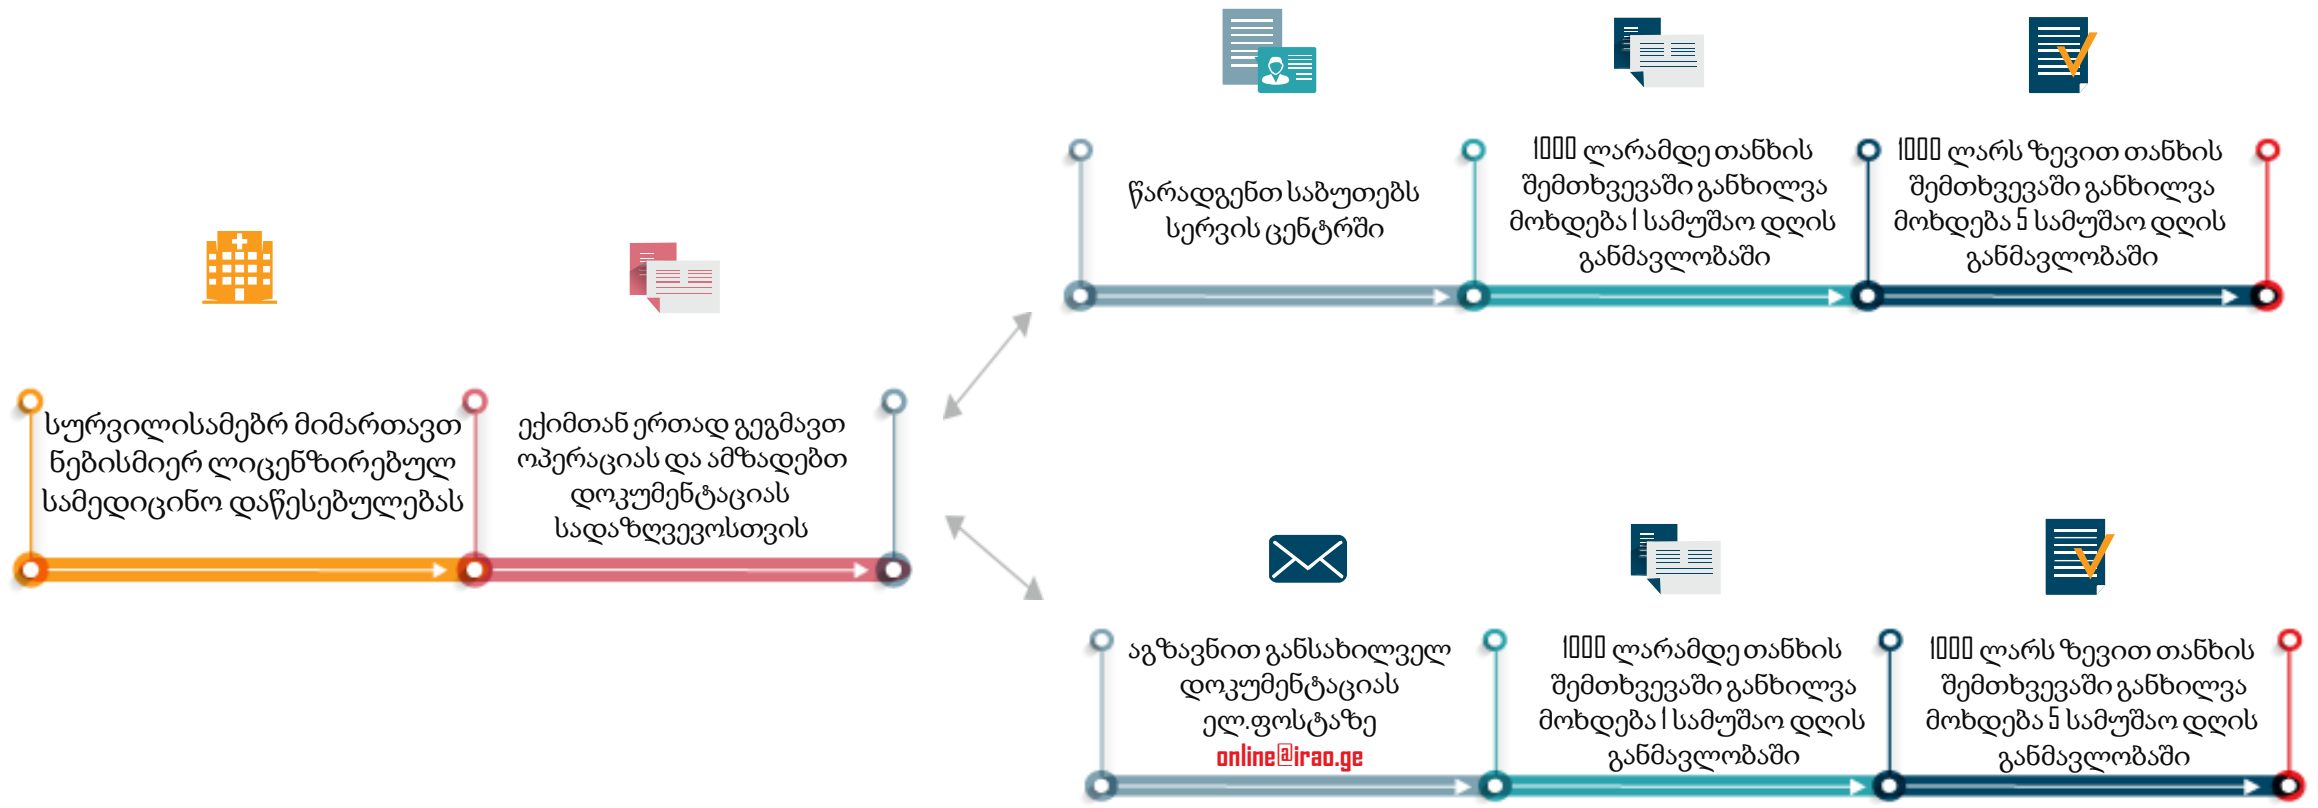 სურვილისამებრ მიმართავთ
ნებისმიერ ლიცენზირებულ
სამედიცინო დაწესებულებას
ექიმთან ერთად გეგმავთ
ოპერაციას და ამზადებთ
დოკუმენტაციას
სადაზღვევოსთვის
წარადგენთ საბუთებს
სერვის ცენტრში
1000 ლარამდე თანხის
შემთხვევაში განხილვა
მოხდება 1 სამუშაო დღის
განმავლობაში
1000 ლარს ზევით თანხის
შემთხვევაში განხილვა
მოხდება 5 სამუშაო დღის
განმავლობაში
აგზავნით განსახილველ
დოკუმენტაციას
ელ.ფოსტაზე
online@irao.ge
1000 ლარამდე თანხის
შემთხვევაში განხილვა
მოხდება 1 სამუშაო დღის
განმავლობაში
1000 ლარს ზევით თანხის
შემთხვევაში განხილვა
მოხდება 5 სამუშაო დღის
განმავლობაში